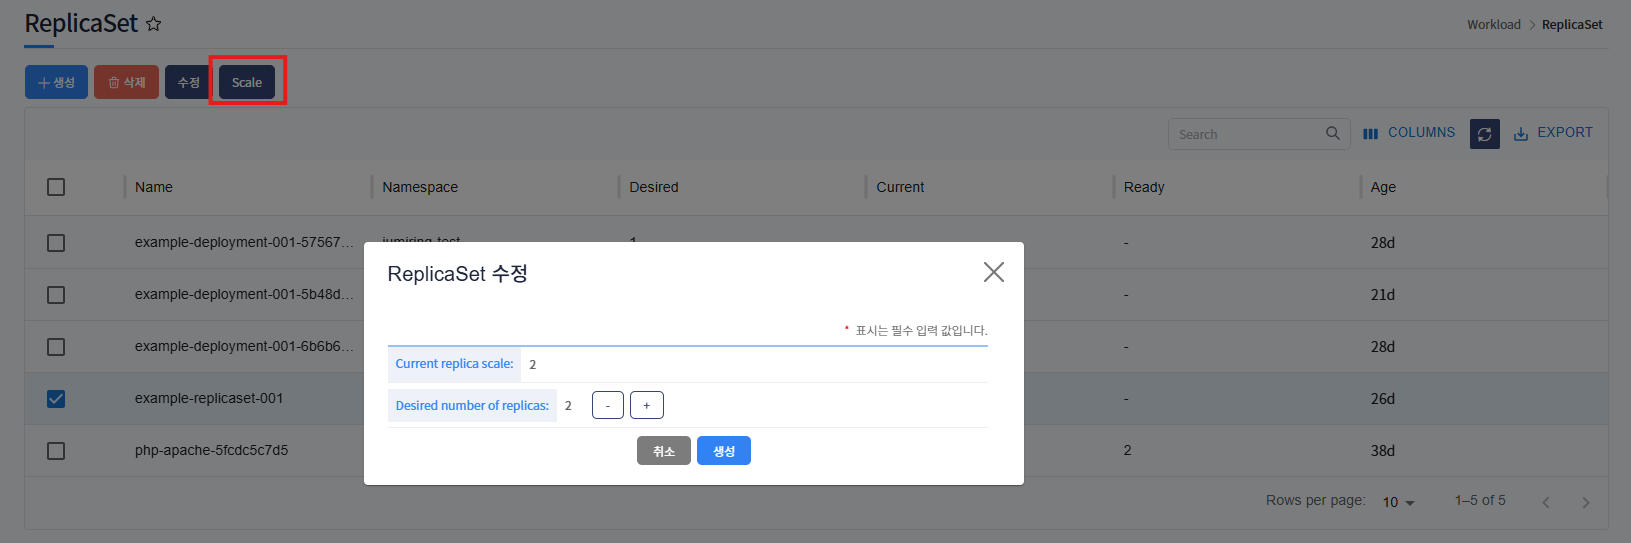 ReplicaSet
Workload > ReplicaSet
+ 생성 삭제 수정 Scale
Search COLUMNS EXPORT
Name Namespace Desired Current Ready Age
example-deployment-001-57567... jumiring-test 1 - 28d
ReplicaSet 수정
example-deployment-001-5b48d... - 21d
* 표시는 필수 입력 값입니다.
example-deployment-001-6b6b6... - 28d
Current replica scale: 2
example-replicaset-001 - 26d
Desired number of replicas: 2 - +
php-apache-5fcdc5c7d5 2 38d
취소 생성
Rows per page: 10 1–5 of 5